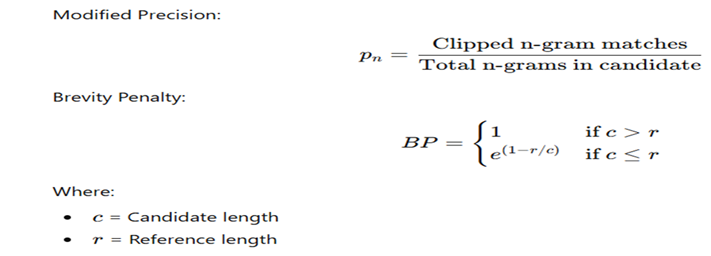 Modified Precision:
pₙ = Clipped n-gram matches / Total n-grams in candidate
Brevity Penalty:
BP = { 1 if c > r
e^(1−r/c) if c ≤ r
Where:
• c = Candidate length
• r = Reference length